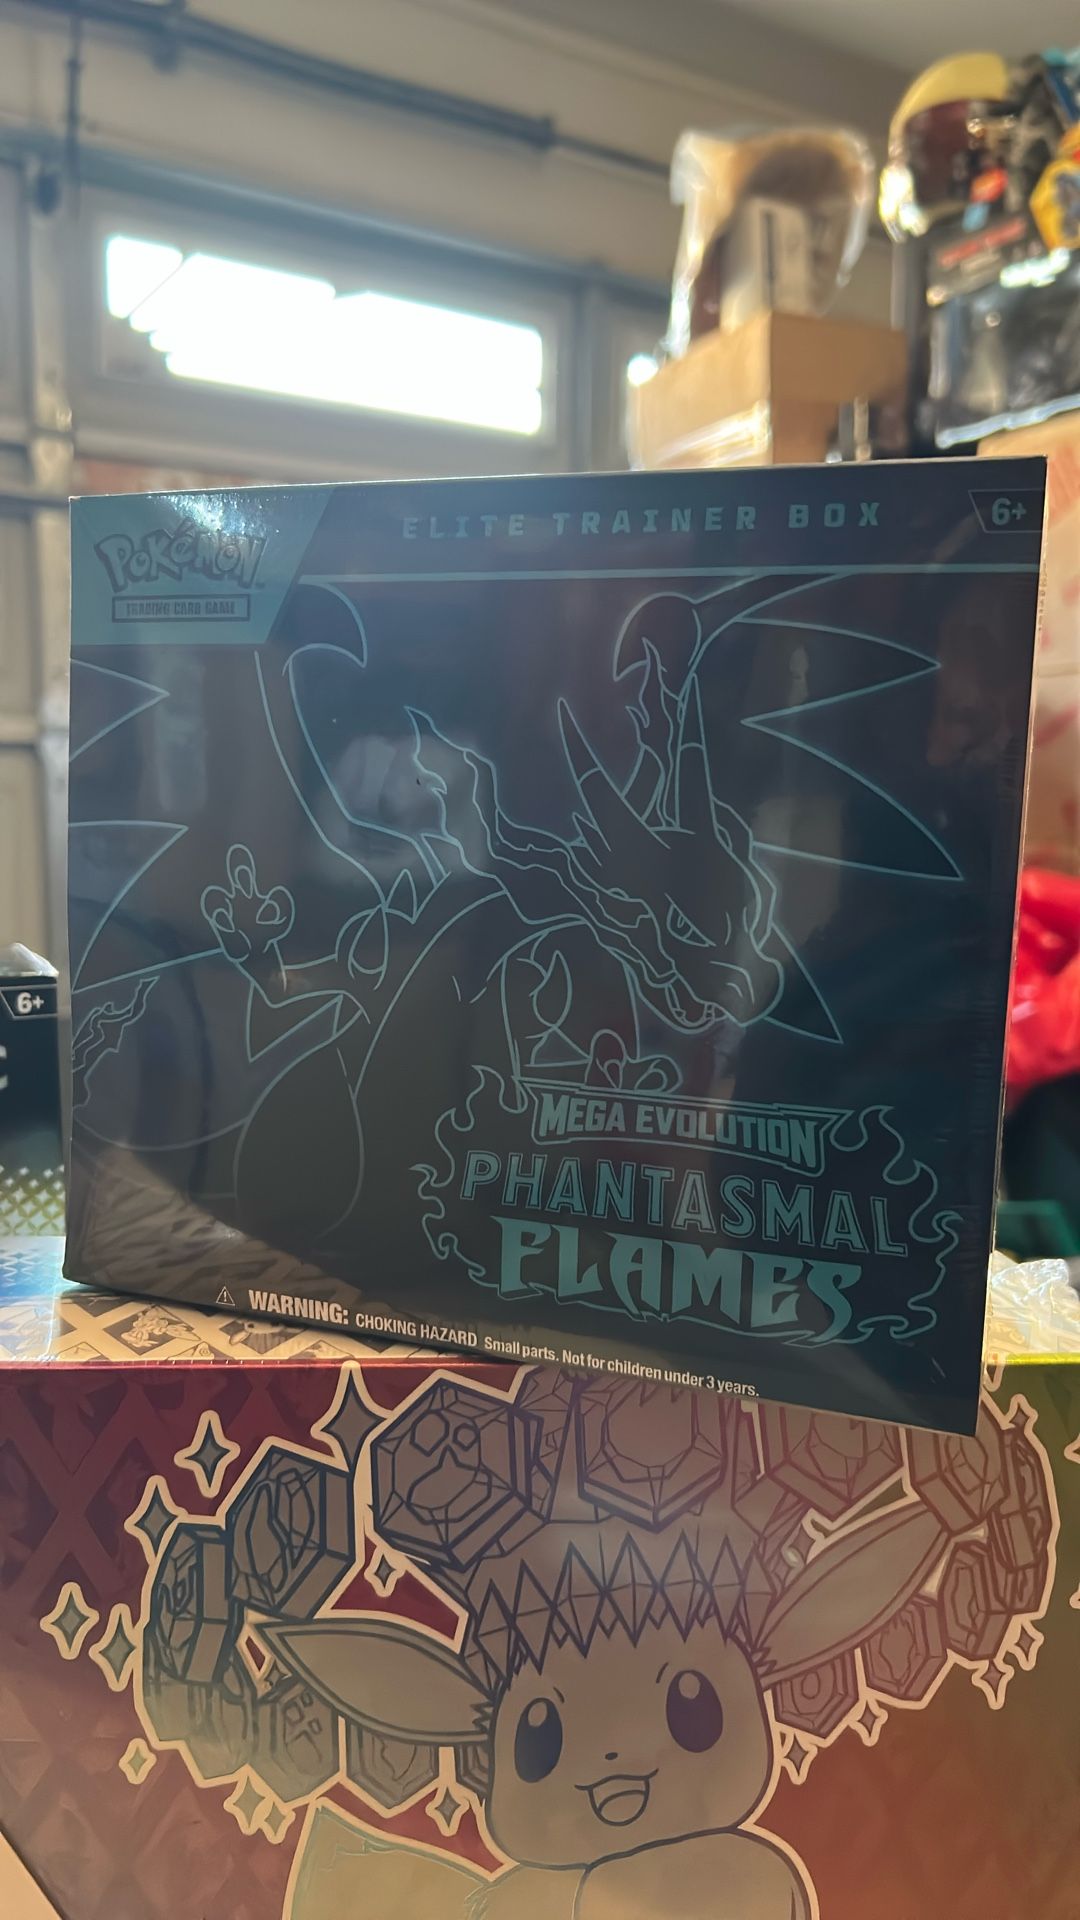 ELITE TRAINER BOX
6+
Pokémon
TRADING CARD GAME
6+
MEGA EVOLUTION
PHANTASMAL
FLAMES
WARNING: CHOKING HAZARD Small parts. Not for children under 3 years.